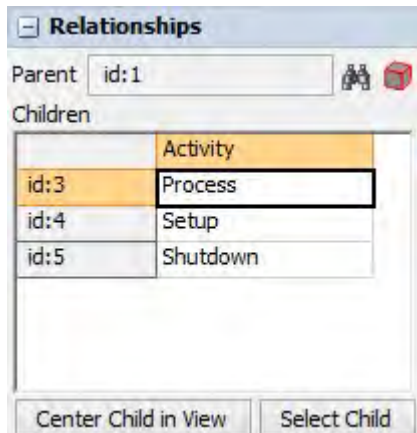 Relationships
Parent id:1
Children
Activity
id:3 Process
id:4 Setup
id:5 Shutdown
Center Child in View Select Child